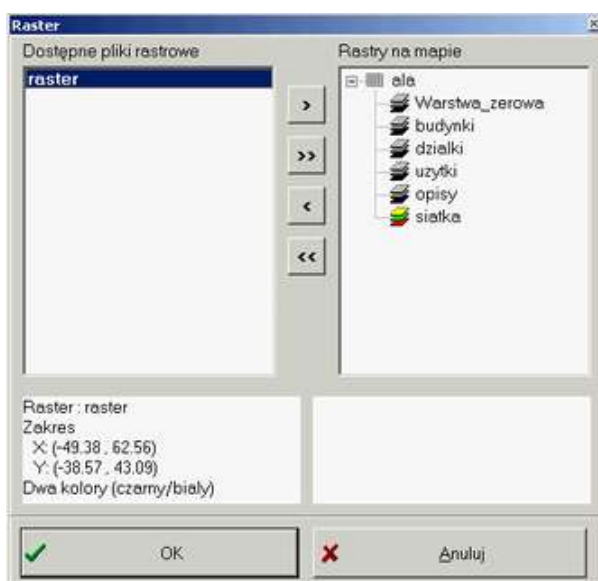 Raster
Dostępne pliki rastrowe
raster
>
>>
<
<<
Rastry na mapie
ala
Warstwa_zerowa
budynki
dzialki
uzytki
opisy
siatka
Raster : raster
Zakres
X: (-49.38 , 62.56)
Y: (-38.57 , 43.09)
Dwa kolory (czarny/bialy)
OK
Anuluj